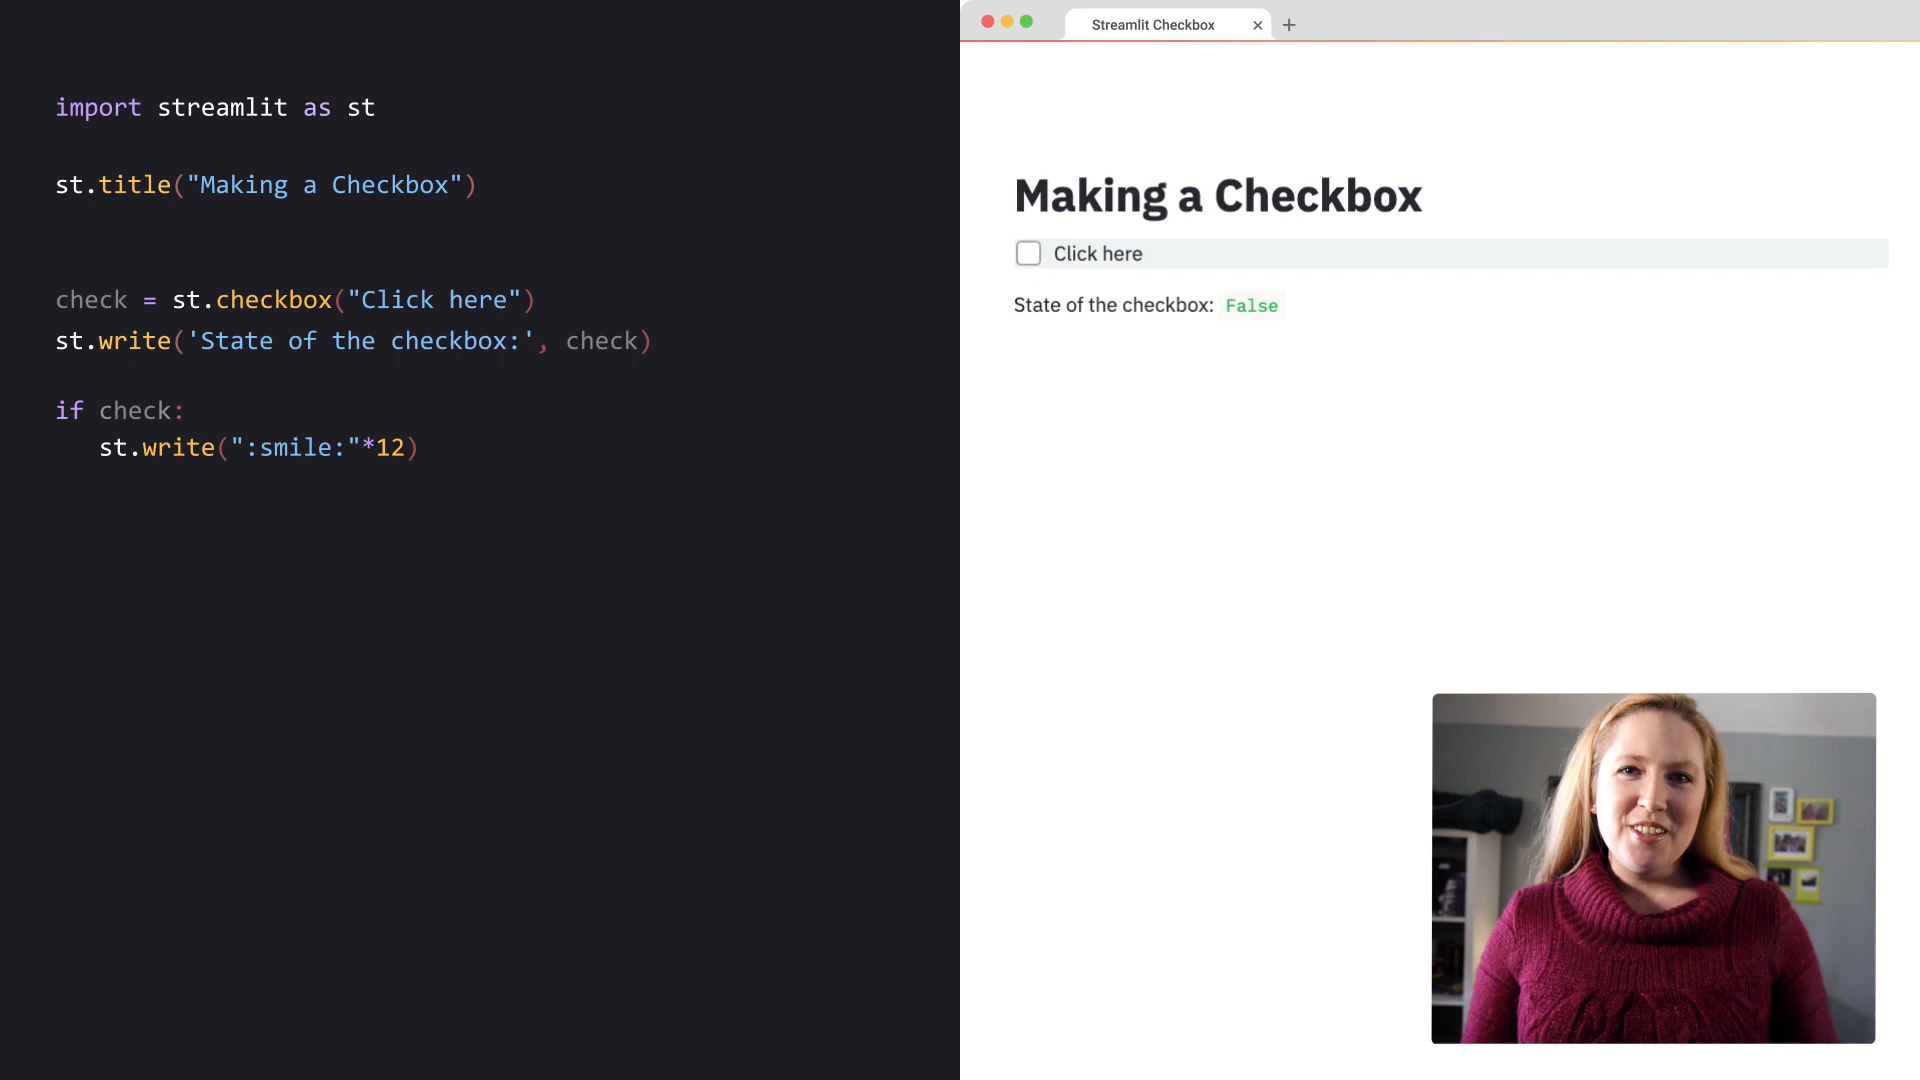 import streamlit as st
st.title("Making a Checkbox")
check = st.checkbox("Click here")
st.write('State of the checkbox:', check)
if check:
st.write(":smile:"*12)
Streamlit Checkbox
Making a Checkbox
Click here
State of the checkbox: False